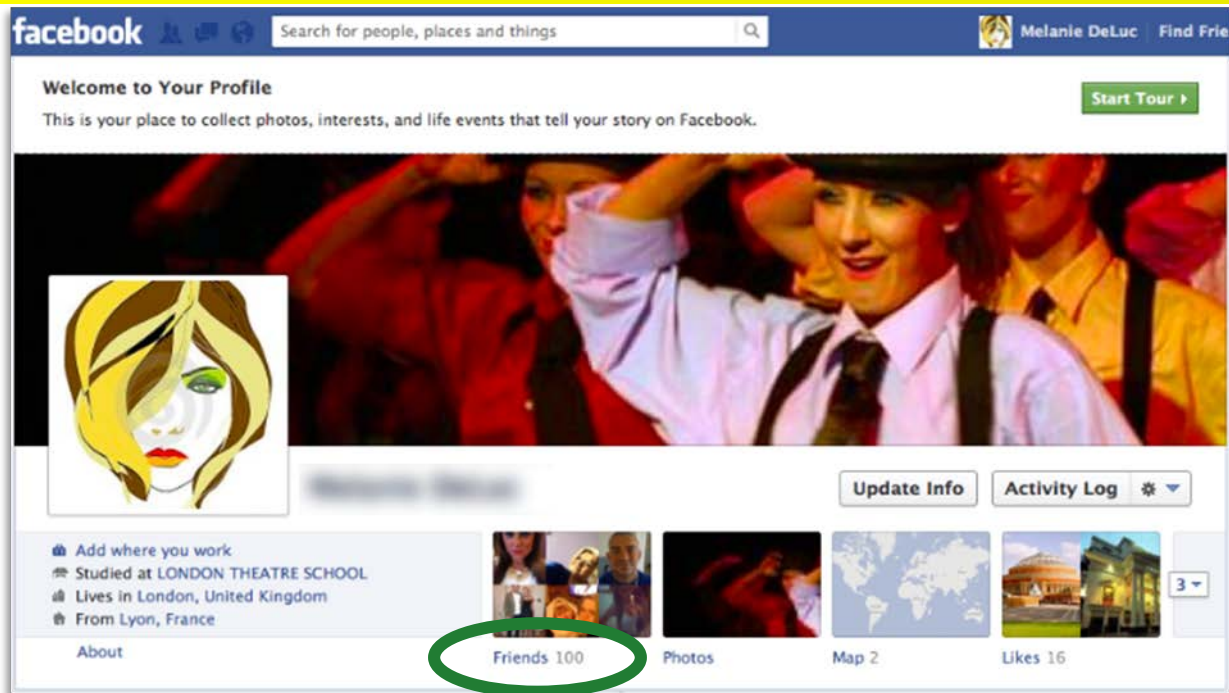 facebook Search for people, places and things Melanie DeLuc Find Frie
Welcome to Your Profile
Start Tour
This is your place to collect photos, interests, and life events that tell your story on Facebook.
Update Info Activity Log
Add where you work
Studied at LONDON THEATRE SCHOOL
Lives in London, United Kingdom
From Lyon, France
3
About
Friends 100 Photos Map 2 Likes 16